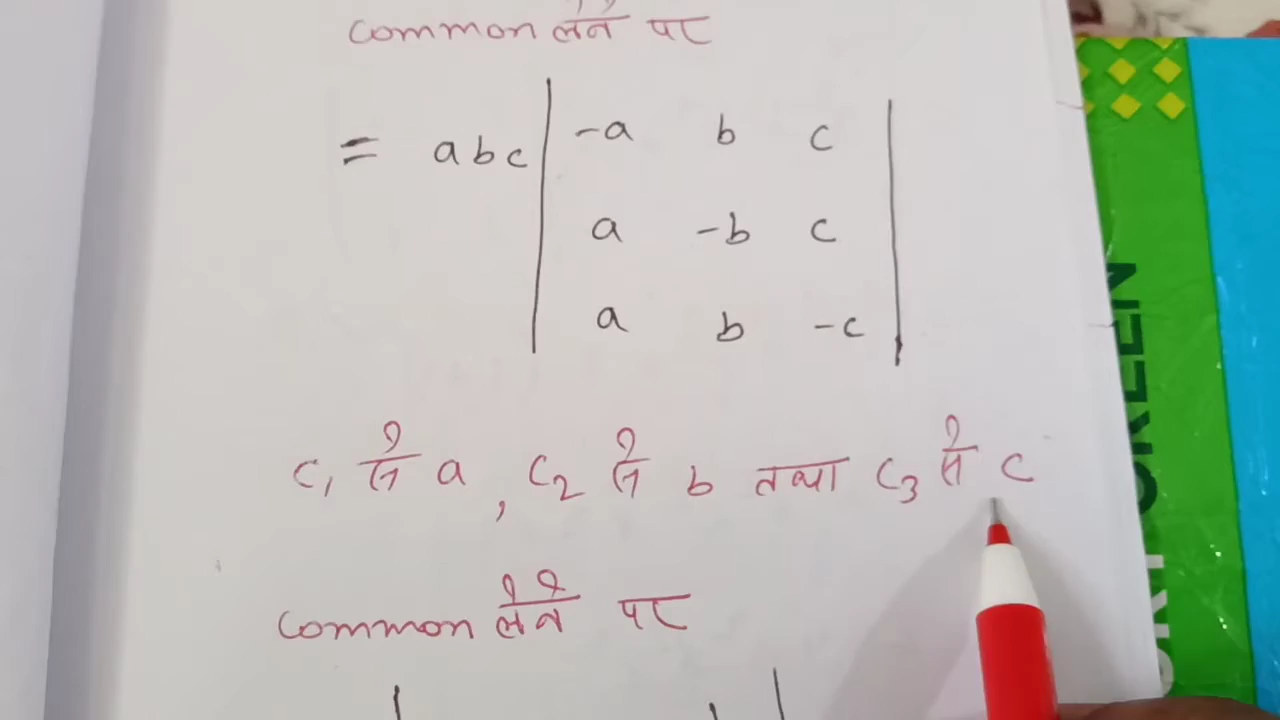 common लेने पर
= abc | -a b c |
| a -b c |
| a b -c |
C₁ से a, C₂ से b तथा C₃ से c
common लेने पर